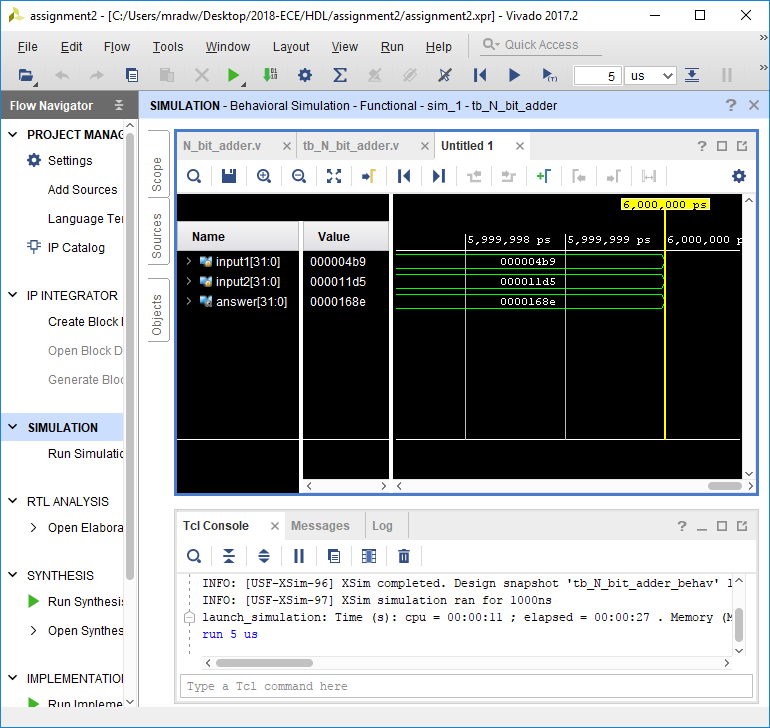 assignment2 - [C:/Users/mradw/Desktop/2018-ECE/HDL/assignment2/assignment2.xpr] - Vivado 2017.2
File Edit Flow Tools Window Layout View Run Help Quick Access
5 us
Flow Navigator
SIMULATION - Behavioral Simulation - Functional - sim_1 - tb_N_bit_adder
PROJECT MANAG
Settings
Add Sources
Language Te
IP Catalog
IP INTEGRATOR
Create Block
Open Block D
Generate Bloc
SIMULATION
Run Simulatio
RTL ANALYSIS
Open Elabora
SYNTHESIS
Run Synthesis
Open Synthes
IMPLEMENTATION
Run Impleme
Scope
Sources
Objects
N_bit_adder.v tb_N_bit_adder.v Untitled 1
6,000,000 ps
Name Value
5,999,998 ps 5,999,999 ps 6,000,000 p
input1[31:0] 000004b9 000004b9
input2[31:0] 000011d5 000011d5
answer[31:0] 0000168e 0000168e
Tcl Console Messages Log
INFO: [USF-XSim-96] XSim completed. Design snapshot 'tb_N_bit_adder_behav' l
INFO: [USF-XSim-97] XSim simulation ran for 1000ns
launch_simulation: Time (s): cpu = 00:00:11 ; elapsed = 00:00:27 . Memory (M
run 5 us
Type a Tcl command here